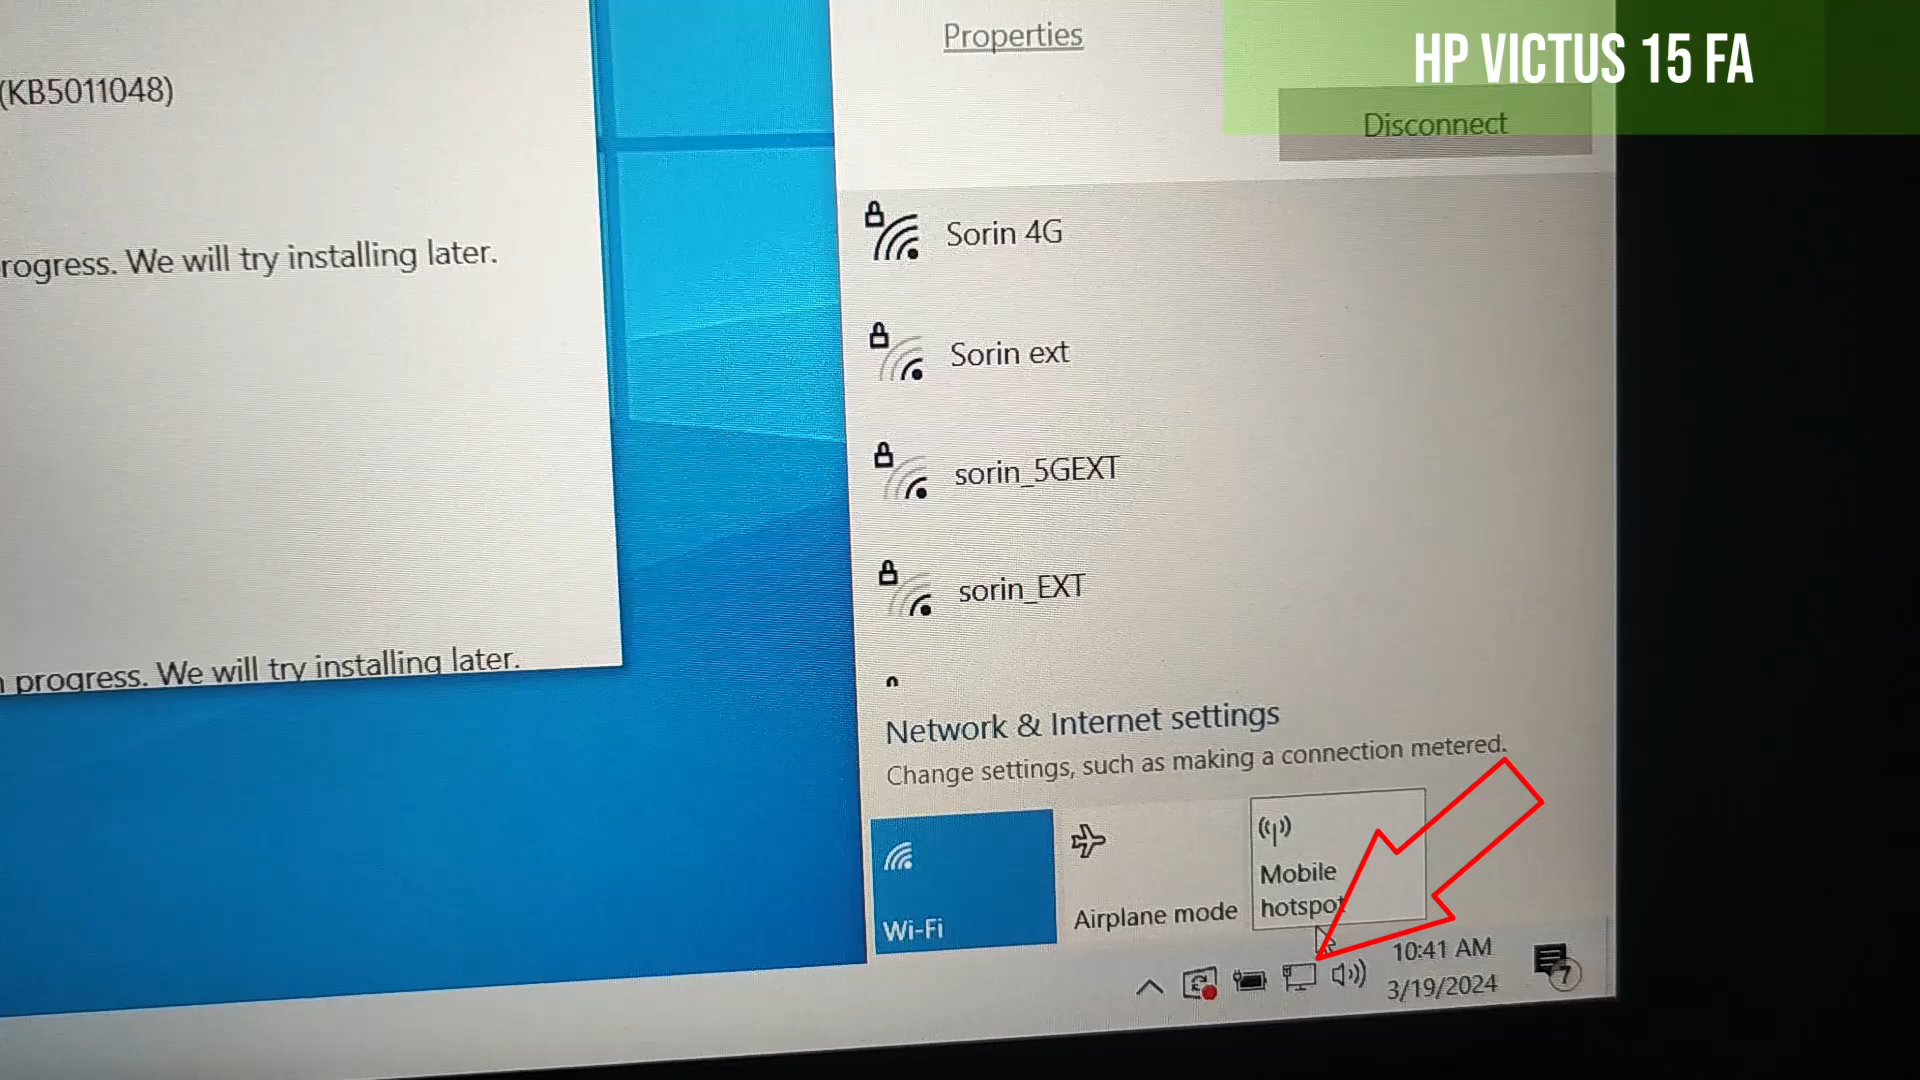 HP VICTUS 15 FA
(KB5011048)
rogress. We will try installing later.
progress. We will try installing later.
Properties
Disconnect
Sorin 4G
Sorin ext
sorin_5GEXT
sorin_EXT
Network & Internet settings
Change settings, such as making a connection metered.
Wi-Fi
Airplane mode
Mobile
hotspot
10:41 AM
3/19/2024
7